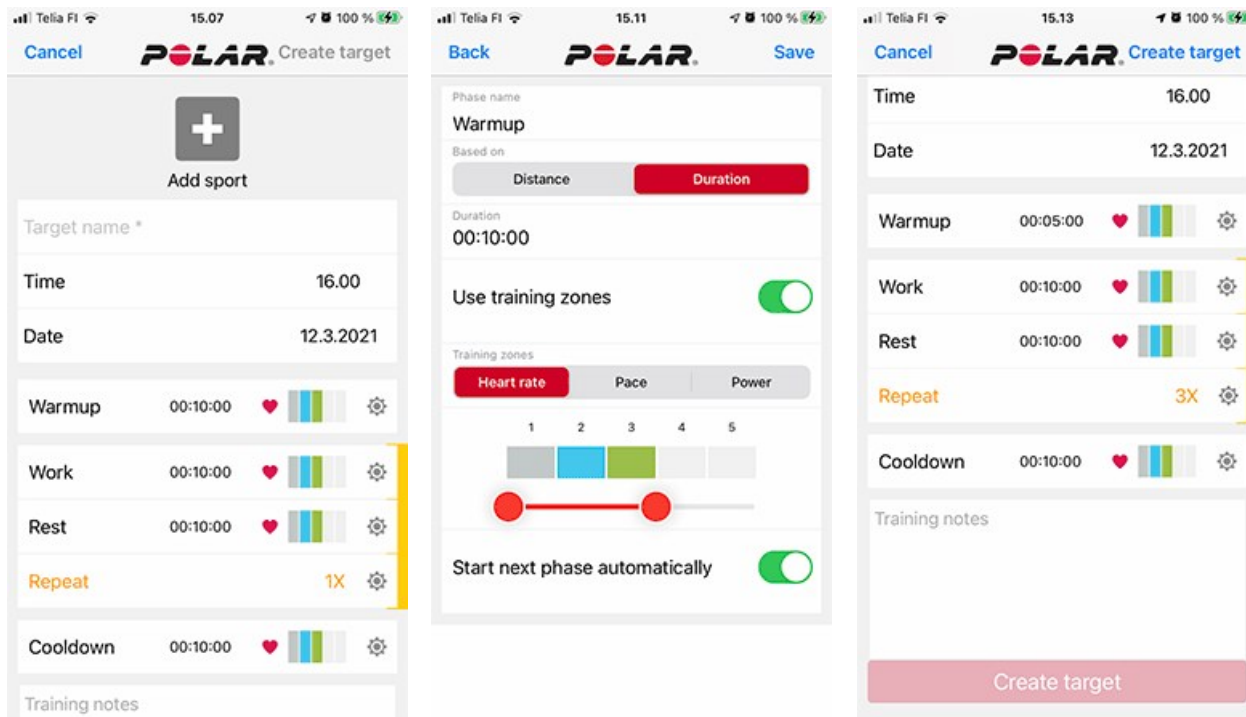 Telia FI 15.07 100 %
Cancel POLAR. Create target
Add sport
Target name *
Time 16.00
Date 12.3.2021
Warmup 00:10:00
Work 00:10:00
Rest 00:10:00
Repeat 1X
Cooldown 00:10:00
Training notes
Telia FI 15.11 100 %
Back POLAR. Save
Phase name
Warmup
Based on
Distance Duration
Duration
00:10:00
Use training zones
Training zones
Heart rate Pace Power
1 2 3 4 5
Start next phase automatically
Telia FI 15.13 100 %
Cancel POLAR. Create target
Time 16.00
Date 12.3.2021
Warmup 00:05:00
Work 00:10:00
Rest 00:10:00
Repeat 3X
Cooldown 00:10:00
Training notes
Create target